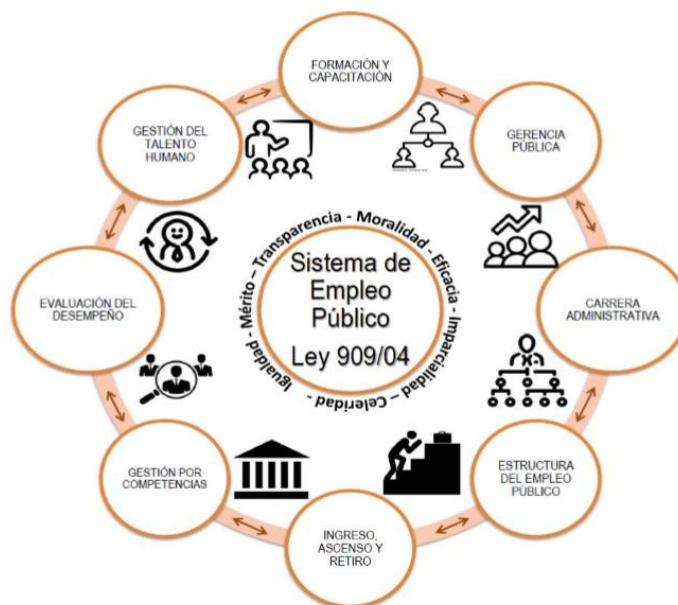 FORMACIÓN Y
CAPACITACIÓN
GESTIÓN DEL
TALENTO
HUMANO
GERENCIA
PÚBLICA
Igualdad - Mérito – Transparencia - Moralidad - Eficacia - Imparcialidad – Celeridad -
Sistema de
Empleo
Público
Ley 909/04
EVALUACIÓN DEL
DESEMPEÑO
CARRERA
ADMINISTRATIVA
GESTIÓN POR
COMPETENCIAS
ESTRUCTURA
DEL EMPLEO
PÚBLICO
INGRESO,
ASCENSO Y
RETIRO